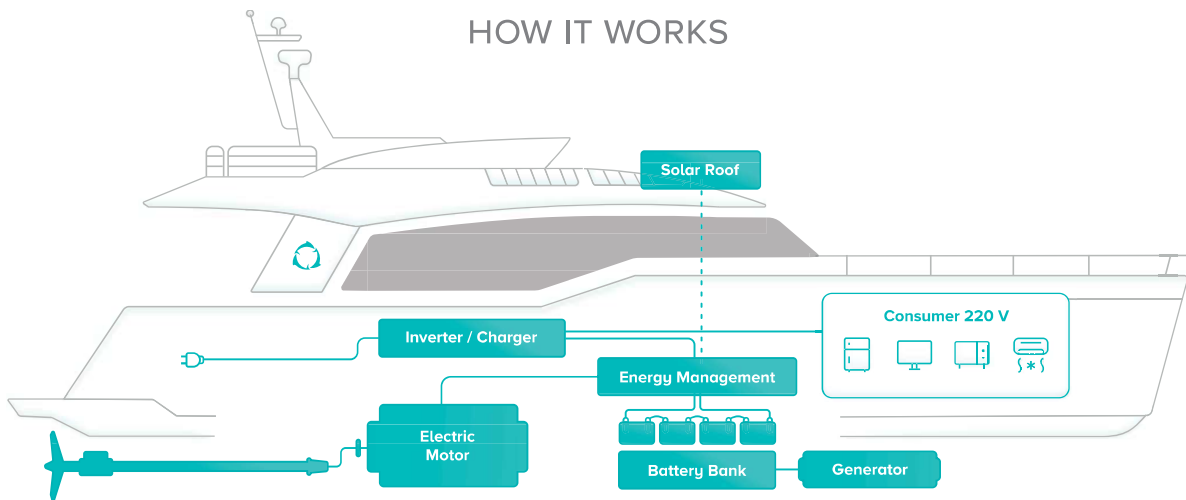 HOW IT WORKS
Solar Roof
Consumer 220 V
Inverter / Charger
Energy Management
Electric
Motor
Battery Bank
Generator